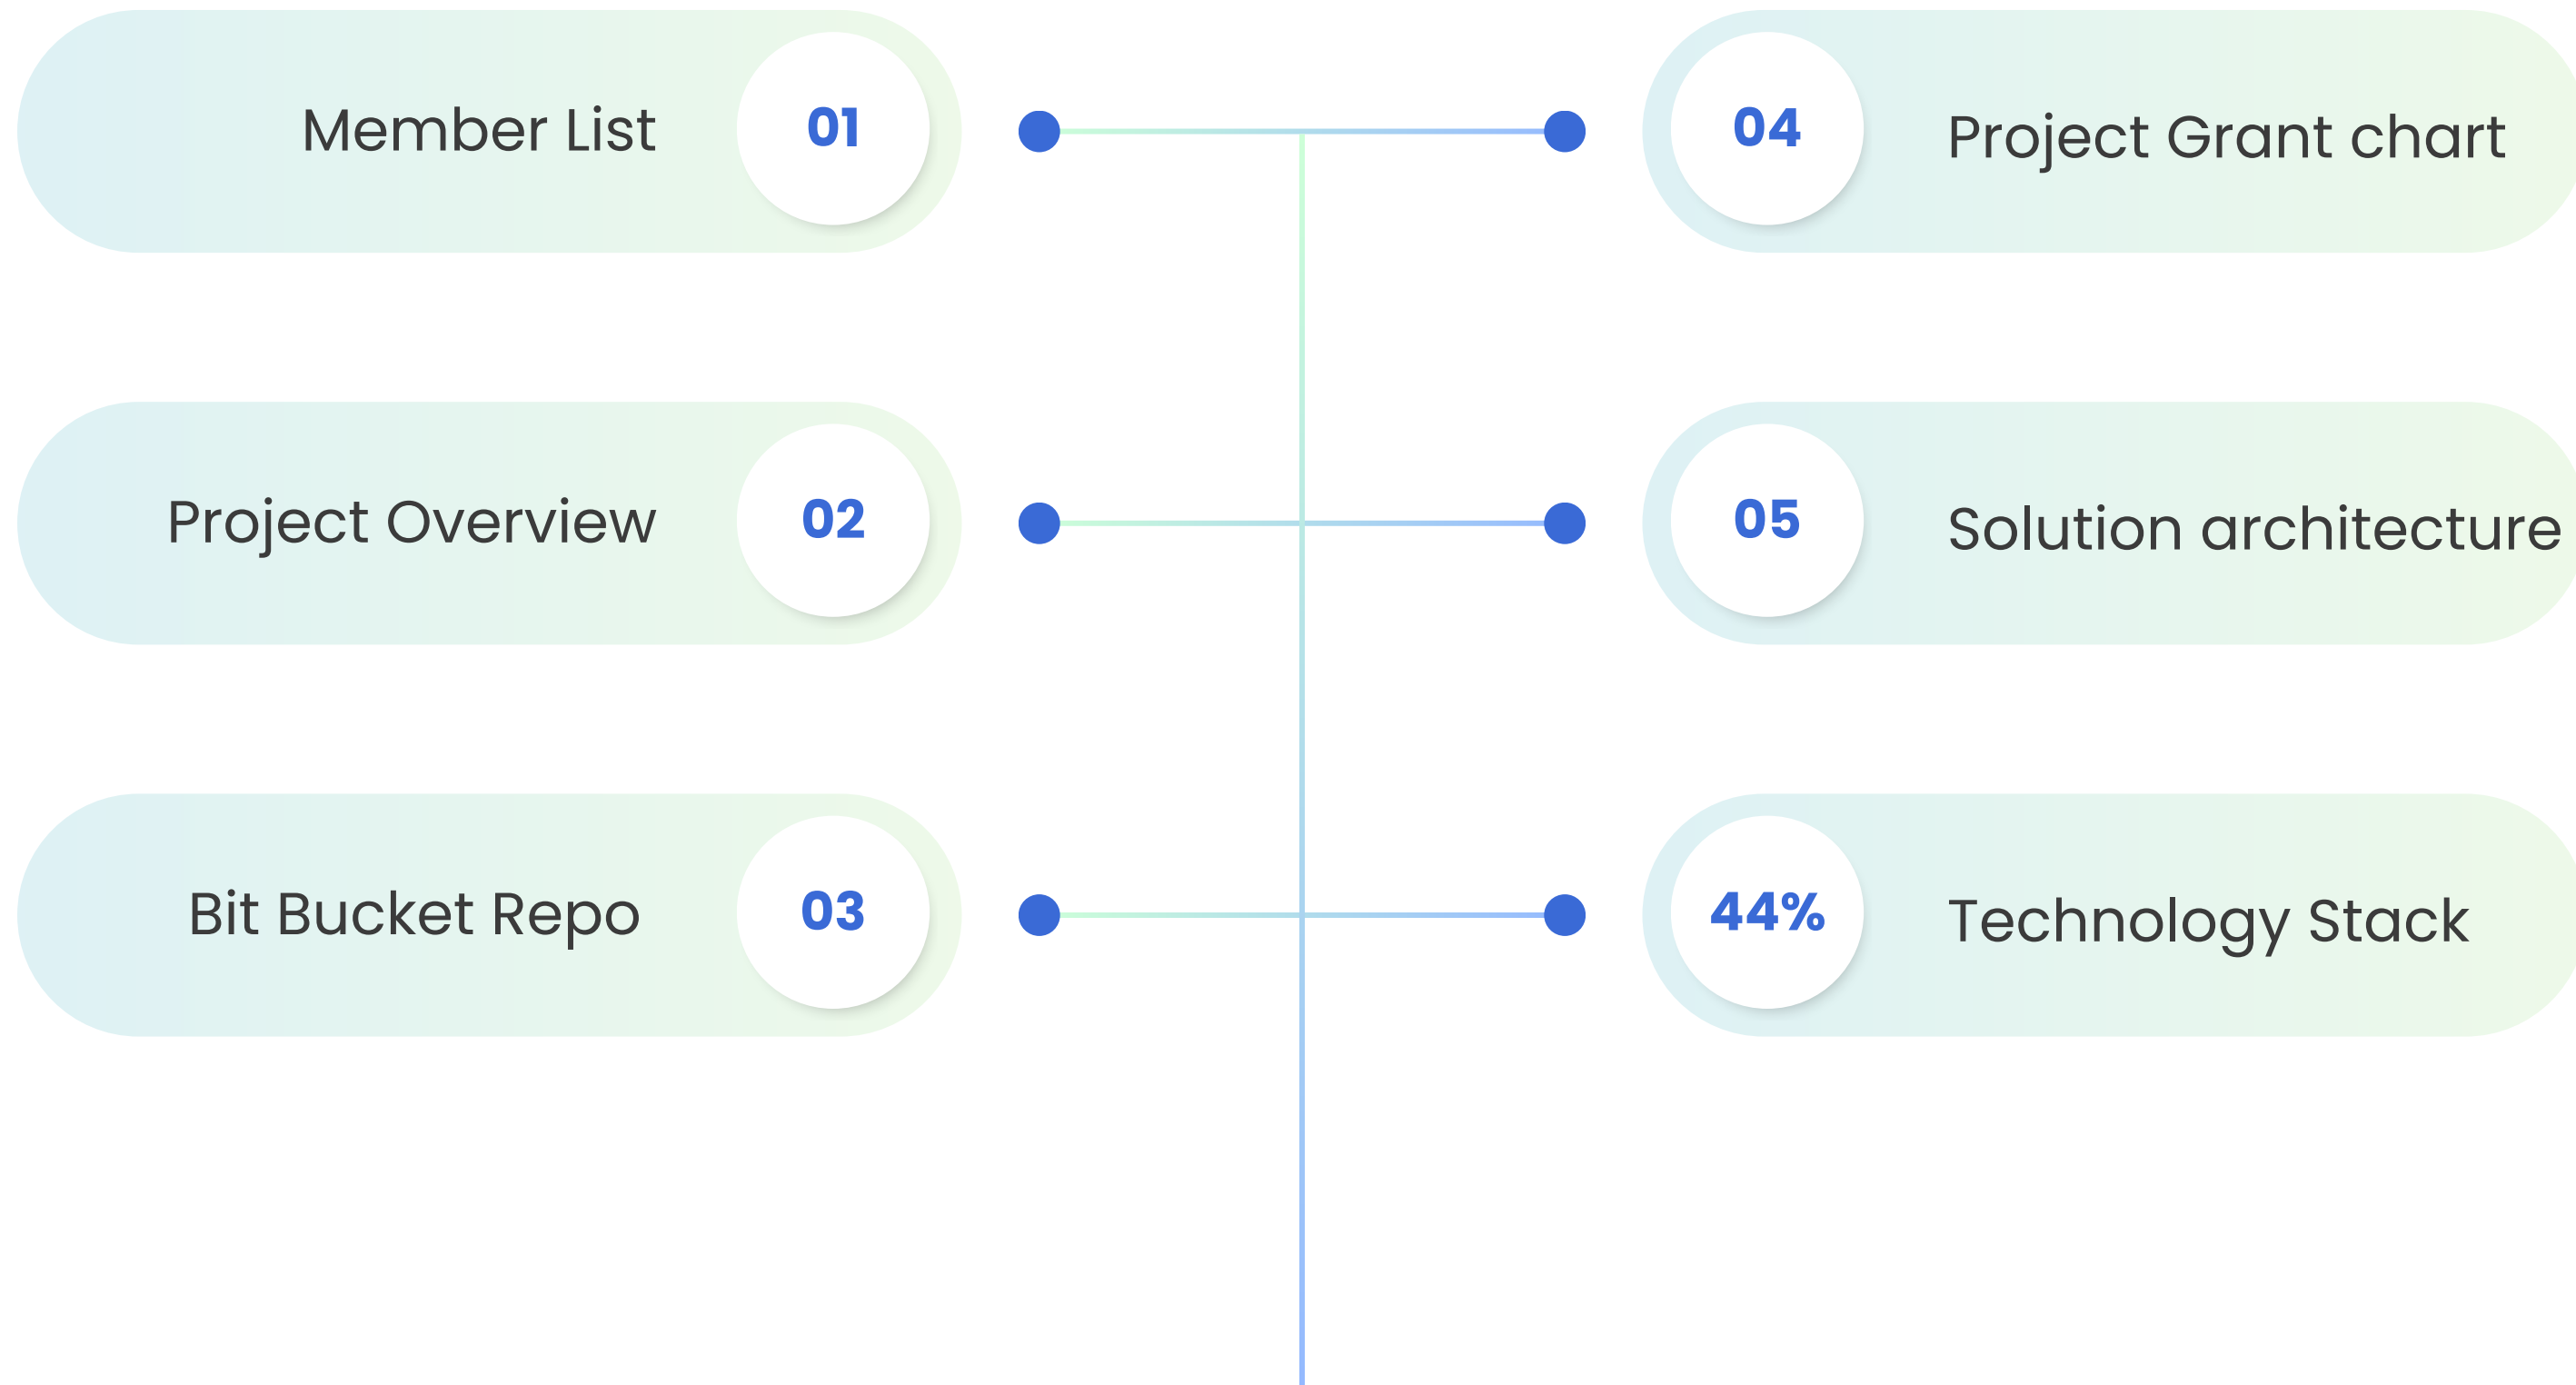 Member List
01
04
Project Grant chart
Project Overview
02
05
Solution architecture
Bit Bucket Repo
03
44%
Technology Stack